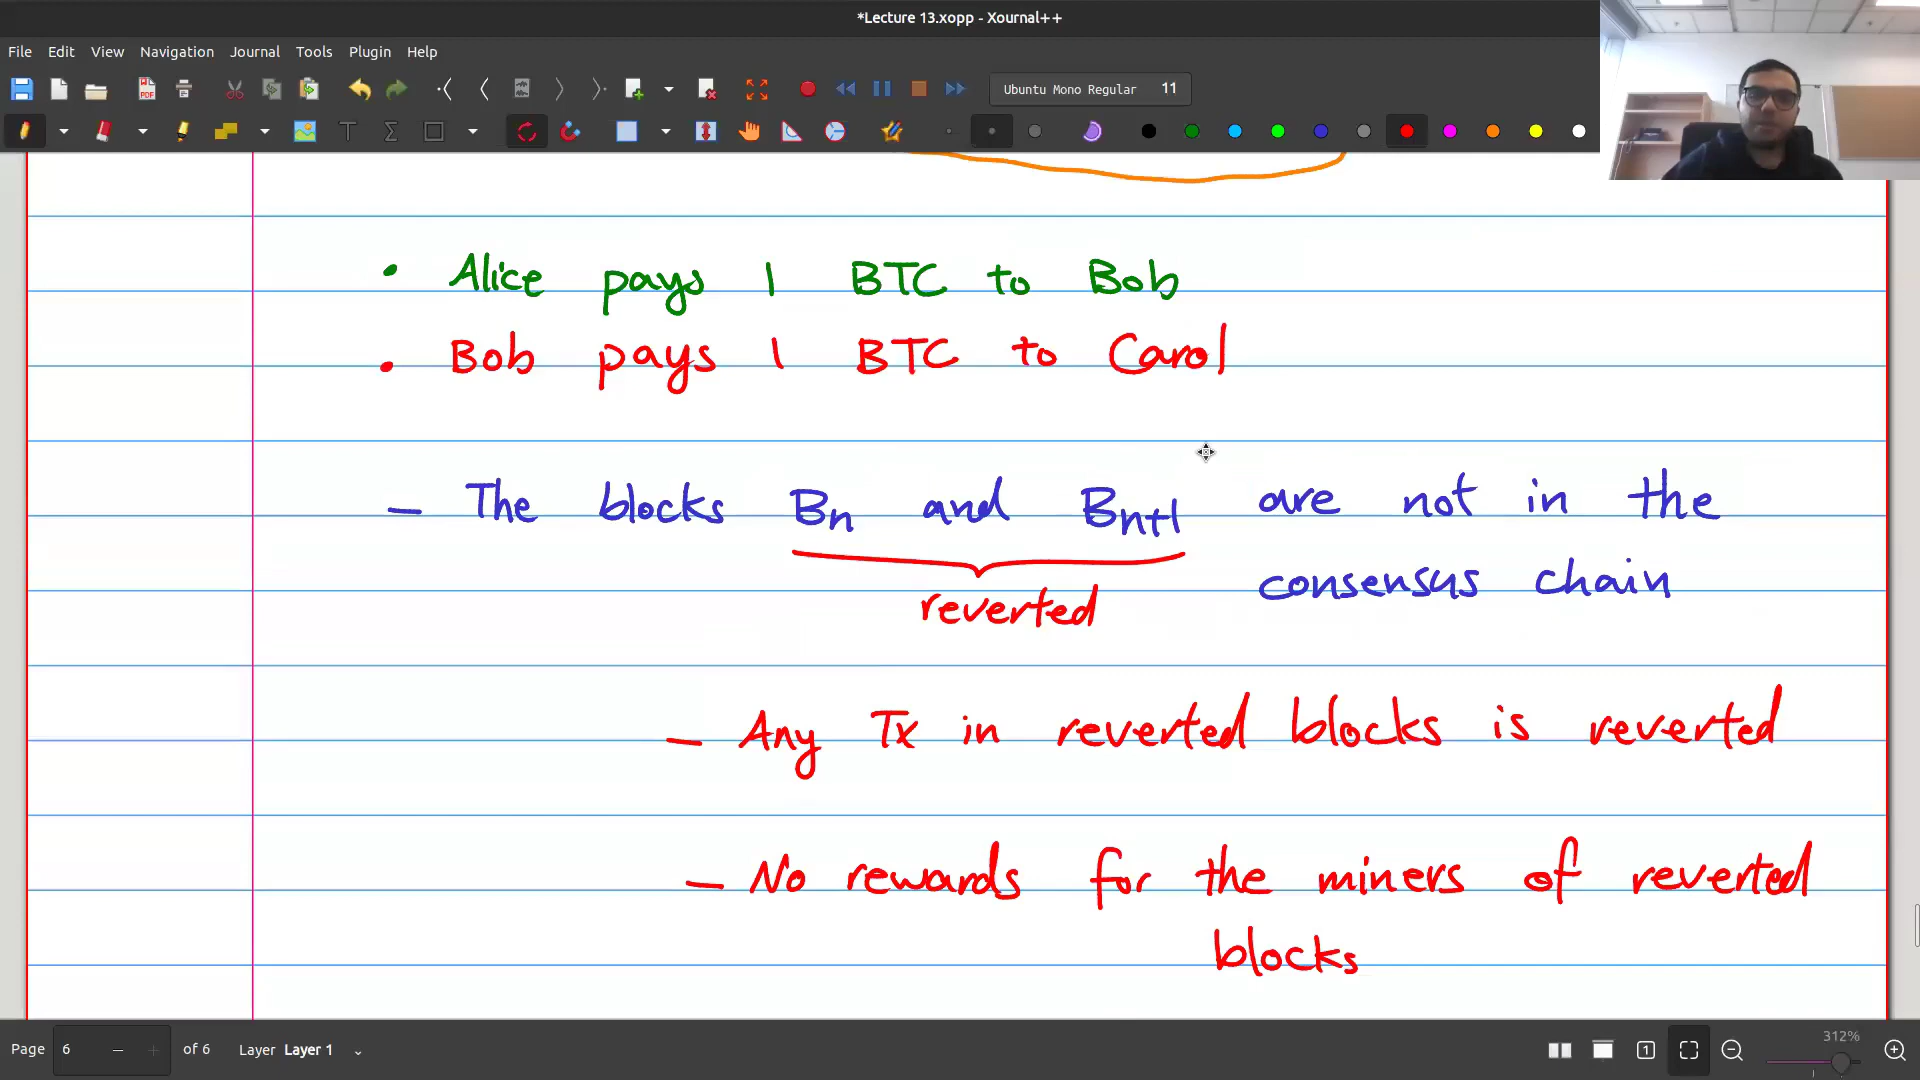 *Lecture 13.xopp - Xournal++
File Edit View Navigation Journal Tools Plugin Help
PDF
Ubuntu Mono Regular 11
• Alice pays 1 BTC to Bob
• Bob pays 1 BTC to Carol
– The blocks Bn and Bn+1 are not in the
consensus chain
reverted
– Any Tx in reverted blocks is reverted
– No rewards for the miners of reverted
blocks
Page 6 of 6 Layer Layer 1
312%